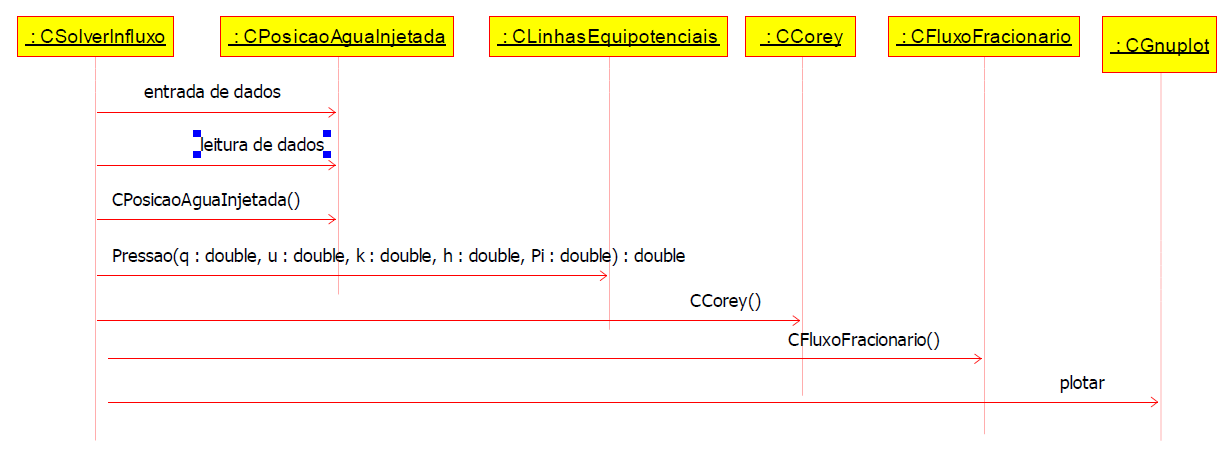 : CSolverInfluxo
: CPosicaoAguaInjetada
: CLinhasEquipotenciais
: CCorey
: CFluxoFracionario
: CGnuplot
entrada de dados
leitura de dados
CPosicaoAguaInjetada()
Pressao(q : double, u : double, k : double, h : double, Pi : double) : double
CCorey()
CFluxoFracionario()
plotar